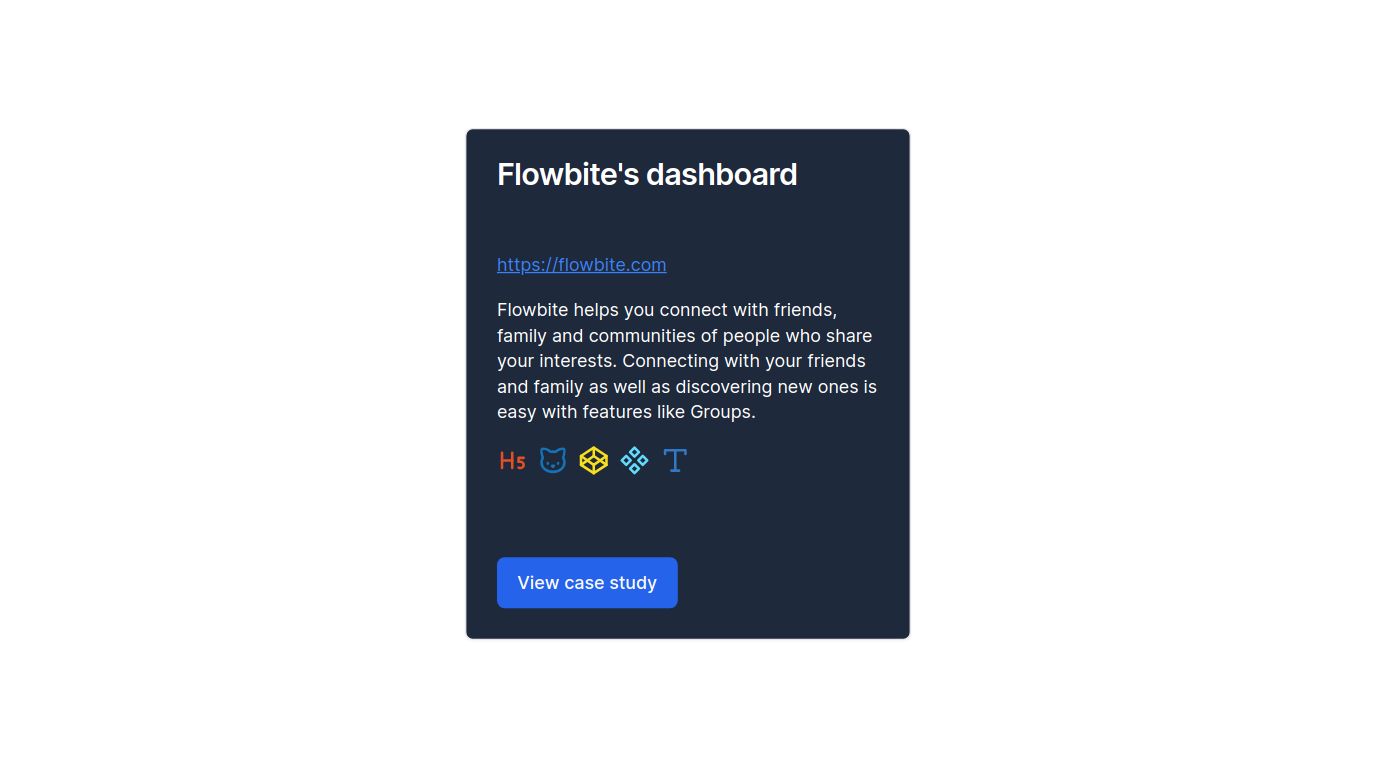 Flowbite's dashboard
https://flowbite.com
Flowbite helps you connect with friends,
family and communities of people who share
your interests. Connecting with your friends
and family as well as discovering new ones is
easy with features like Groups.
H5
T
View case study